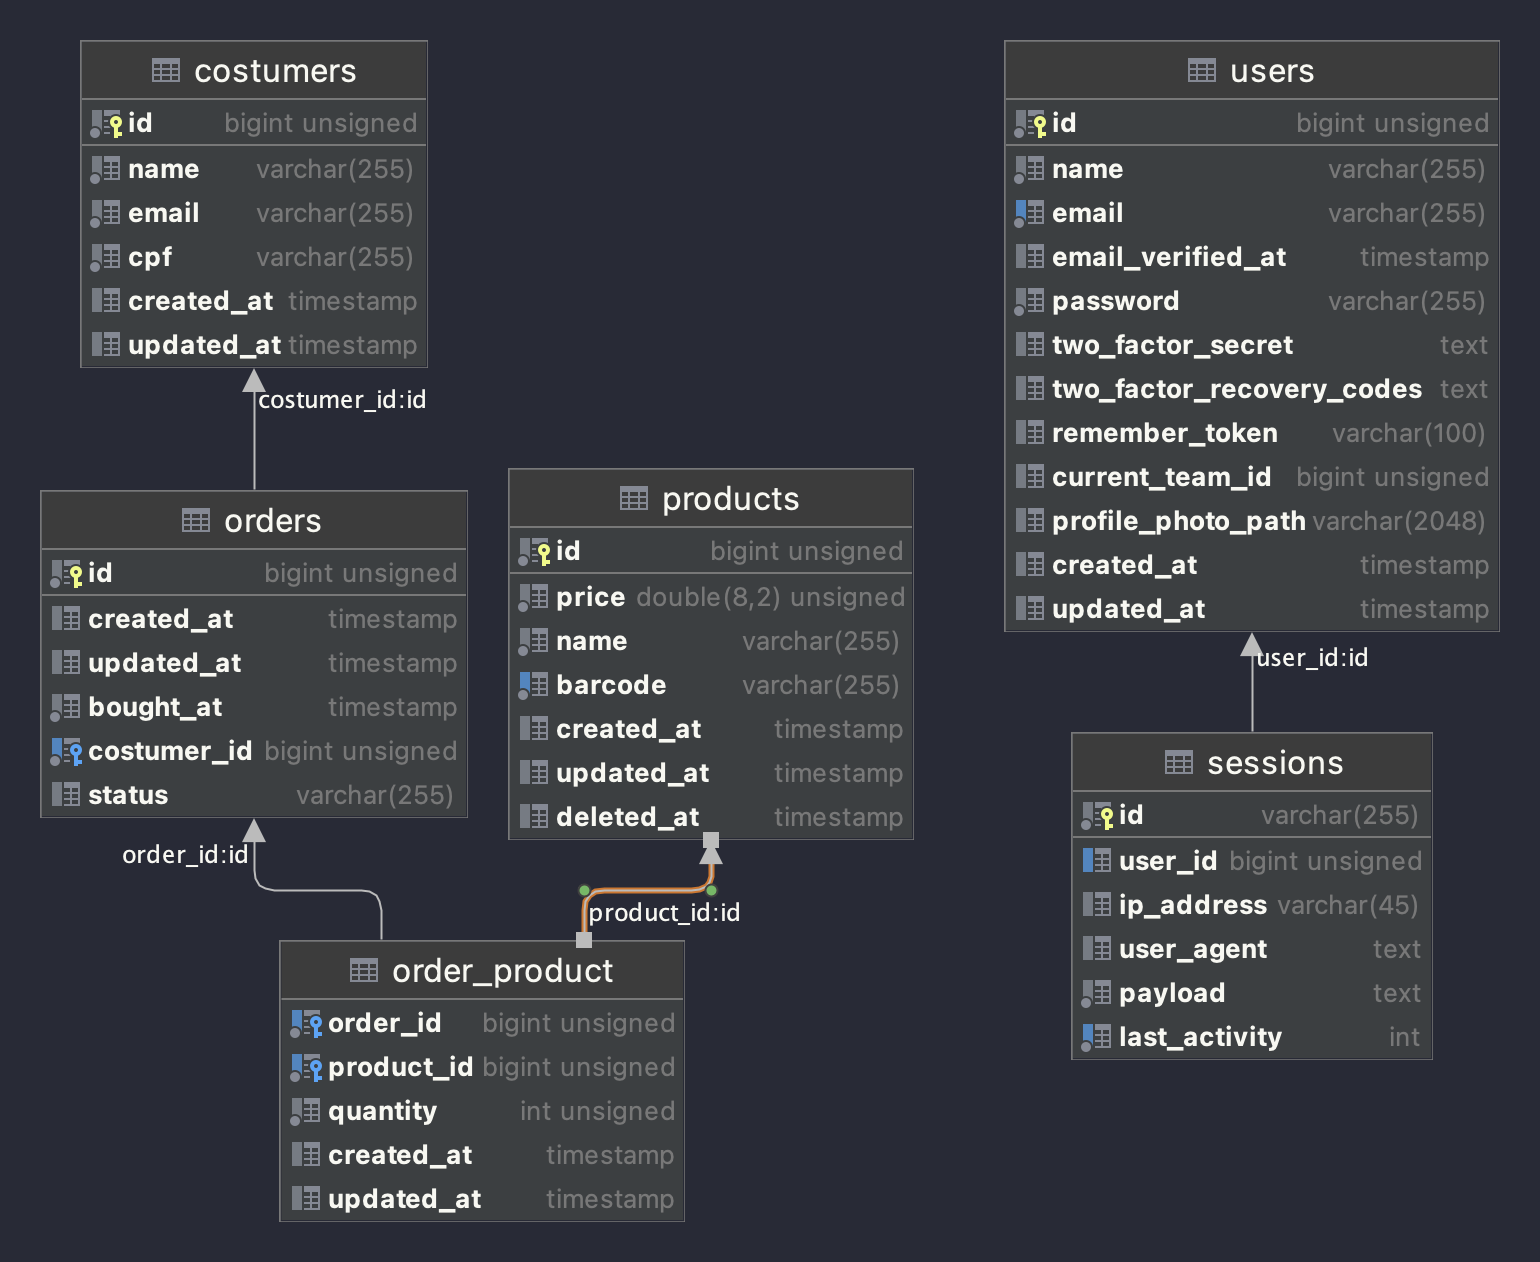 costumers
id bigint unsigned
name varchar(255)
email varchar(255)
cpf varchar(255)
created_at timestamp
updated_at timestamp
costumer_id:id
orders
id bigint unsigned
created_at timestamp
updated_at timestamp
bought_at timestamp
costumer_id bigint unsigned
status varchar(255)
order_id:id
products
id bigint unsigned
price double(8,2) unsigned
name varchar(255)
barcode varchar(255)
created_at timestamp
updated_at timestamp
deleted_at timestamp
product_id:id
order_product
order_id bigint unsigned
product_id bigint unsigned
quantity int unsigned
created_at timestamp
updated_at timestamp
users
id bigint unsigned
name varchar(255)
email varchar(255)
email_verified_at timestamp
password varchar(255)
two_factor_secret text
two_factor_recovery_codes text
remember_token varchar(100)
current_team_id bigint unsigned
profile_photo_path varchar(2048)
created_at timestamp
updated_at timestamp
user_id:id
sessions
id varchar(255)
user_id bigint unsigned
ip_address varchar(45)
user_agent text
payload text
last_activity int